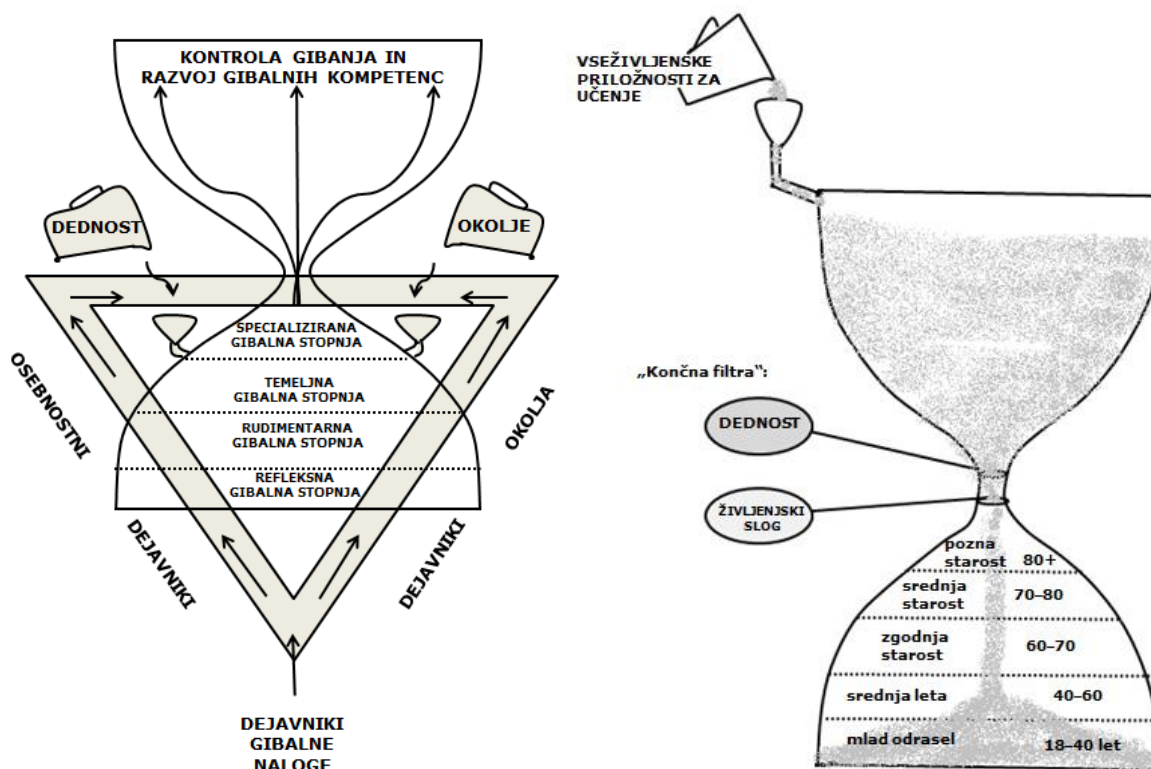 KONTROLA GIBANJA IN
RAZVOJ GIBALNIH KOMPETENC
DEDNOST
OKOLJE
SPECIALIZIRANA
GIBALNA STOPNJA
TEMELJNA
GIBALNA STOPNJA
RUDIMENTARNA
GIBALNA STOPNJA
REFLEKSNA
GIBALNA STOPNJA
OSEBNOSTNI
DEJAVNIKI
OKOLJA
DEJAVNIKI
DEJAVNIKI
GIBALNE
NALOGE
VSEŽIVLJENSKE
PRILOŽNOSTI ZA
UČENJE
„Končna filtra“:
DEDNOST
ŽIVLJENJSKI
SLOG
pozna
starost 80+
srednja
starost 70–80
zgodnja
starost 60–70
srednja leta 40–60
mlad odrasel 18–40 let